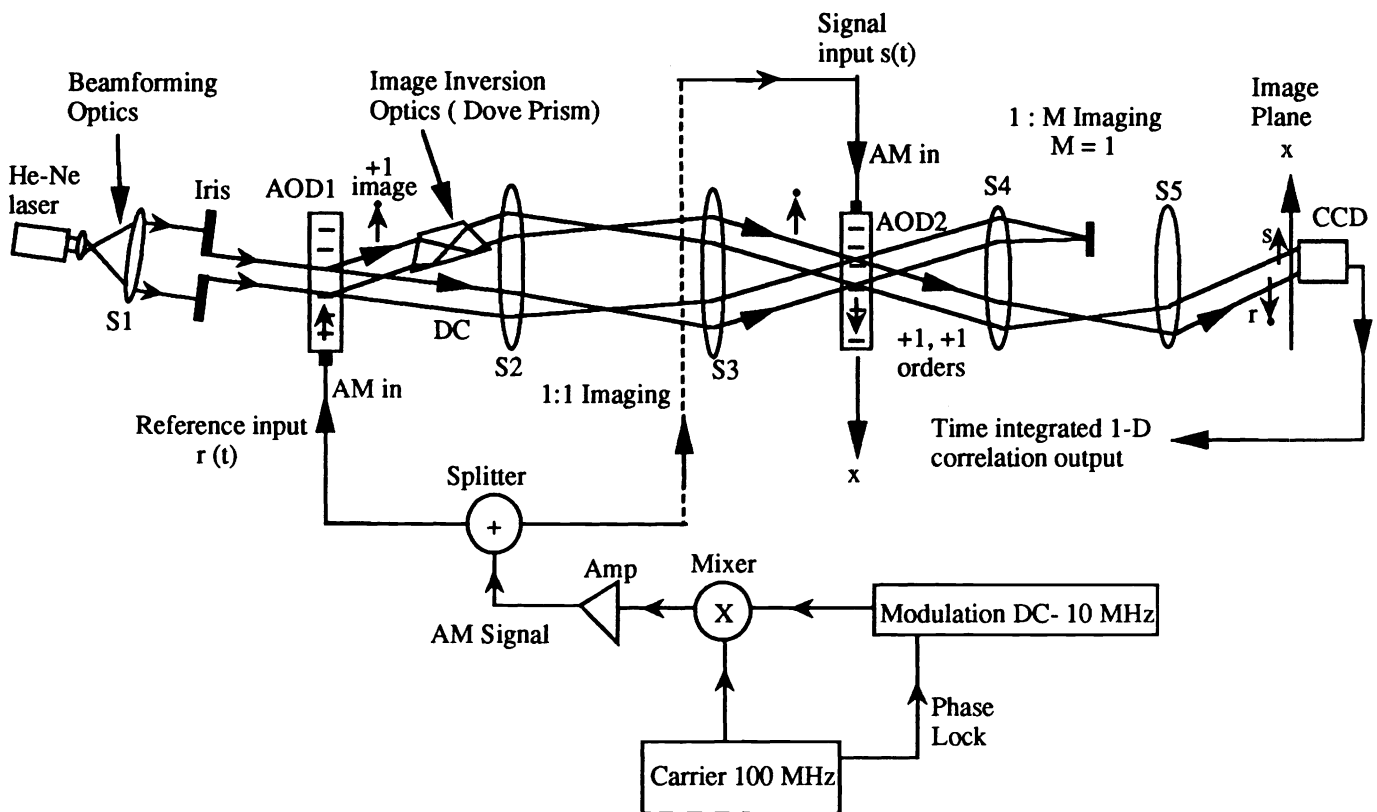 Signal
input s(t)
Beamforming
Optics
Image Inversion
Optics ( Dove Prism)
1 : M Imaging
M = 1
Image
Plane
x
He-Ne
laser
Iris
AOD1
+1
image
AM in
S4
S5
AOD2
CCD
S1
DC
S2
S3
+1, +1
orders
s
r
AM in
1:1 Imaging
Reference input
r (t)
x
Time integrated 1-D
correlation output
Splitter
+
Amp
Mixer
X
Modulation DC- 10 MHz
AM Signal
Phase
Lock
Carrier 100 MHz